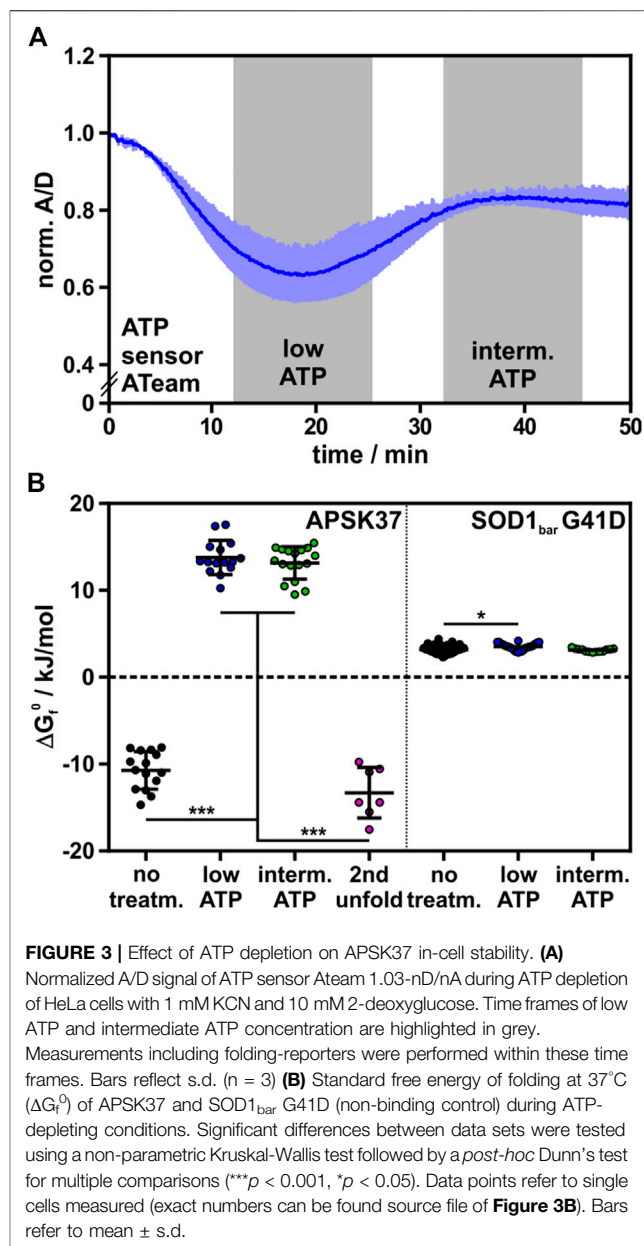 A
1.2
1.0
0.8
0.6
0.4
0
norm. A/D
ATP
sensor
ATeam
low
ATP
interm.
ATP
0 10 20 30 40 50
time / min
B
20
10
0
-10
-20
ΔGf⁰ / kJ/mol
APSK37
SOD1bar G41D
*
***
***
no treatm.
low ATP
interm. ATP
2nd unfold
no treatm.
low ATP
interm. ATP
FIGURE 3 | Effect of ATP depletion on APSK37 in-cell stability. (A)
Normalized A/D signal of ATP sensor Ateam 1.03-nD/nA during ATP depletion
of HeLa cells with 1 mM KCN and 10 mM 2-deoxyglucose. Time frames of low
ATP and intermediate ATP concentration are highlighted in grey.
Measurements including folding-reporters were performed within these time
frames. Bars reflect s.d. (n = 3) (B) Standard free energy of folding at 37°C
(ΔGf⁰) of APSK37 and SOD1bar G41D (non-binding control) during ATP-
depleting conditions. Significant differences between data sets were tested
using a non-parametric Kruskal-Wallis test followed by a post-hoc Dunn's test
for multiple comparisons (***p < 0.001, *p < 0.05). Data points refer to single
cells measured (exact numbers can be found source file of Figure 3B). Bars
refer to mean ± s.d.